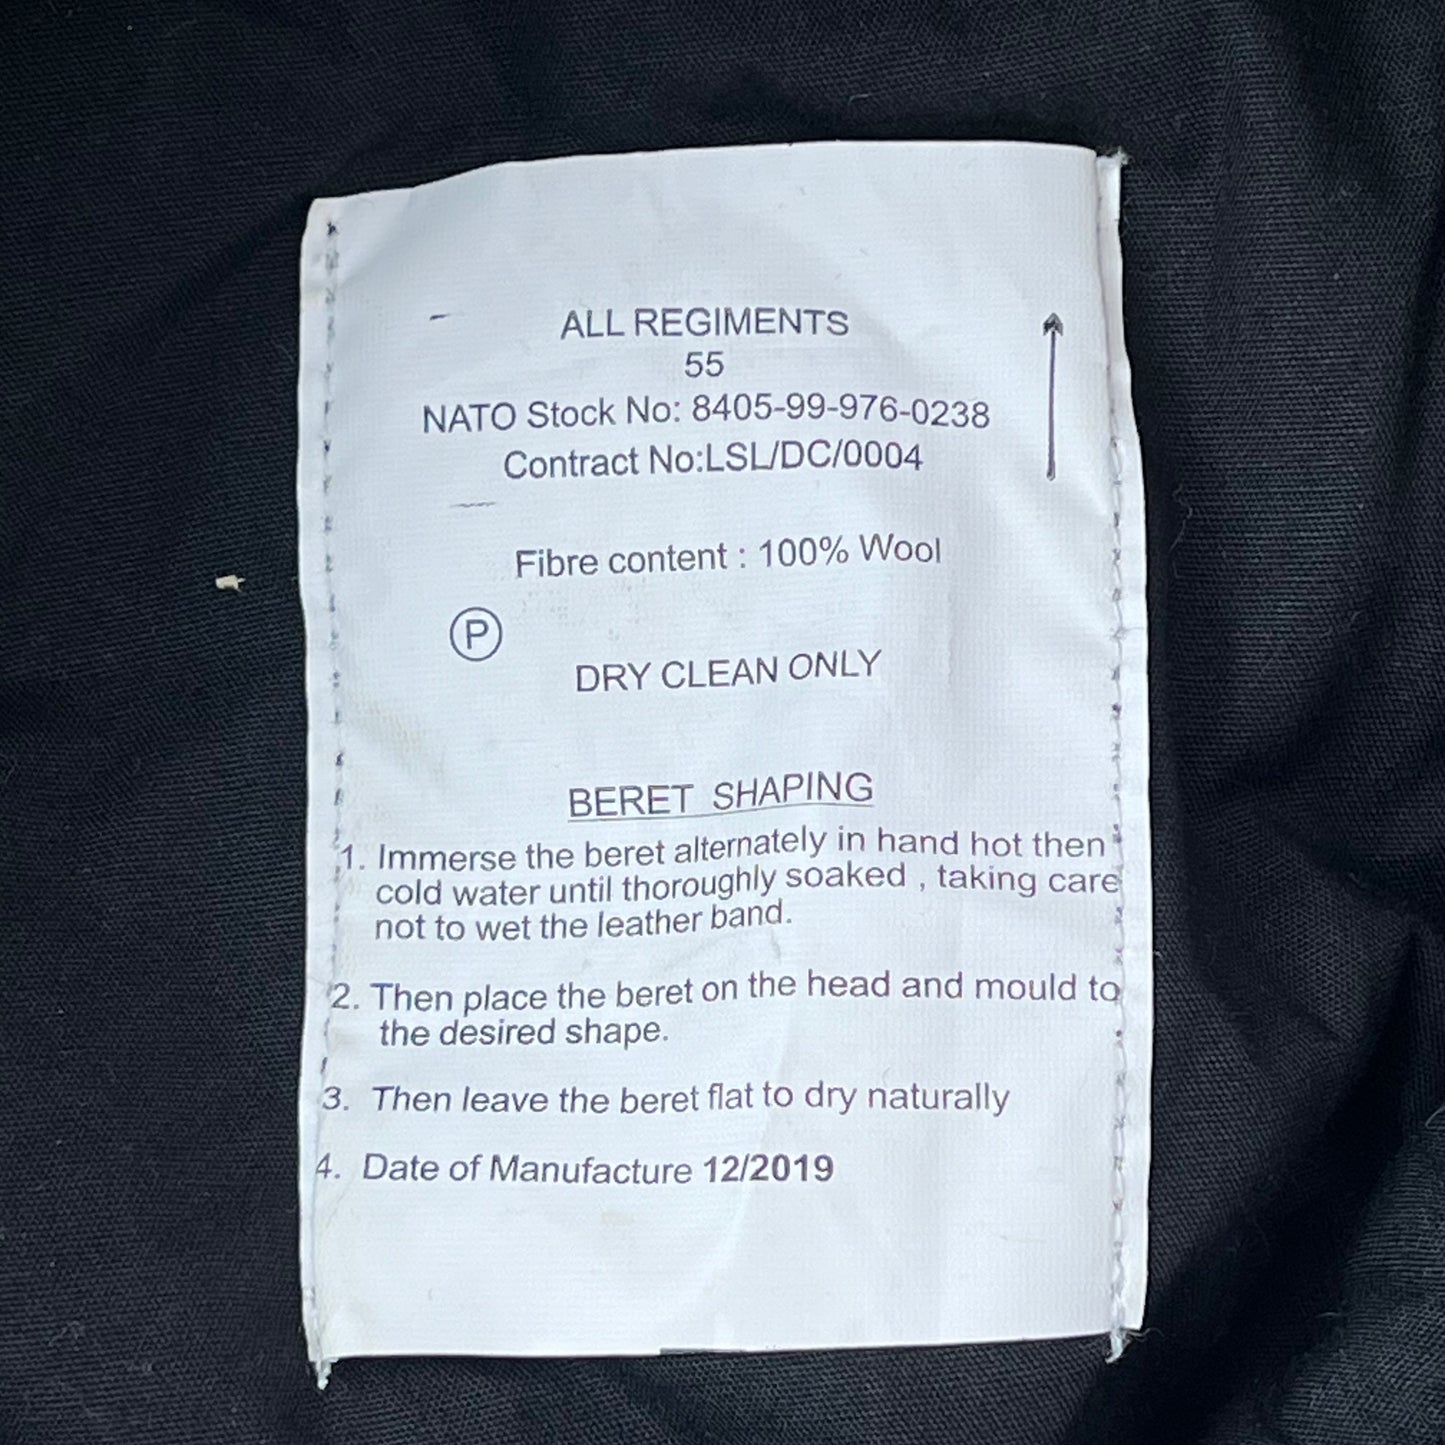 ALL REGIMENTS
55
NATO Stock No: 8405-99-976-0238
Contract No:LSL/DC/0004
Fibre content : 100% Wool
P
DRY CLEAN ONLY
BERET SHAPING
1. Immerse the beret alternately in hand hot then
cold water until thoroughly soaked , taking care
not to wet the leather band.
2. Then place the beret on the head and mould to
the desired shape.
3. Then leave the beret flat to dry naturally
4. Date of Manufacture 12/2019